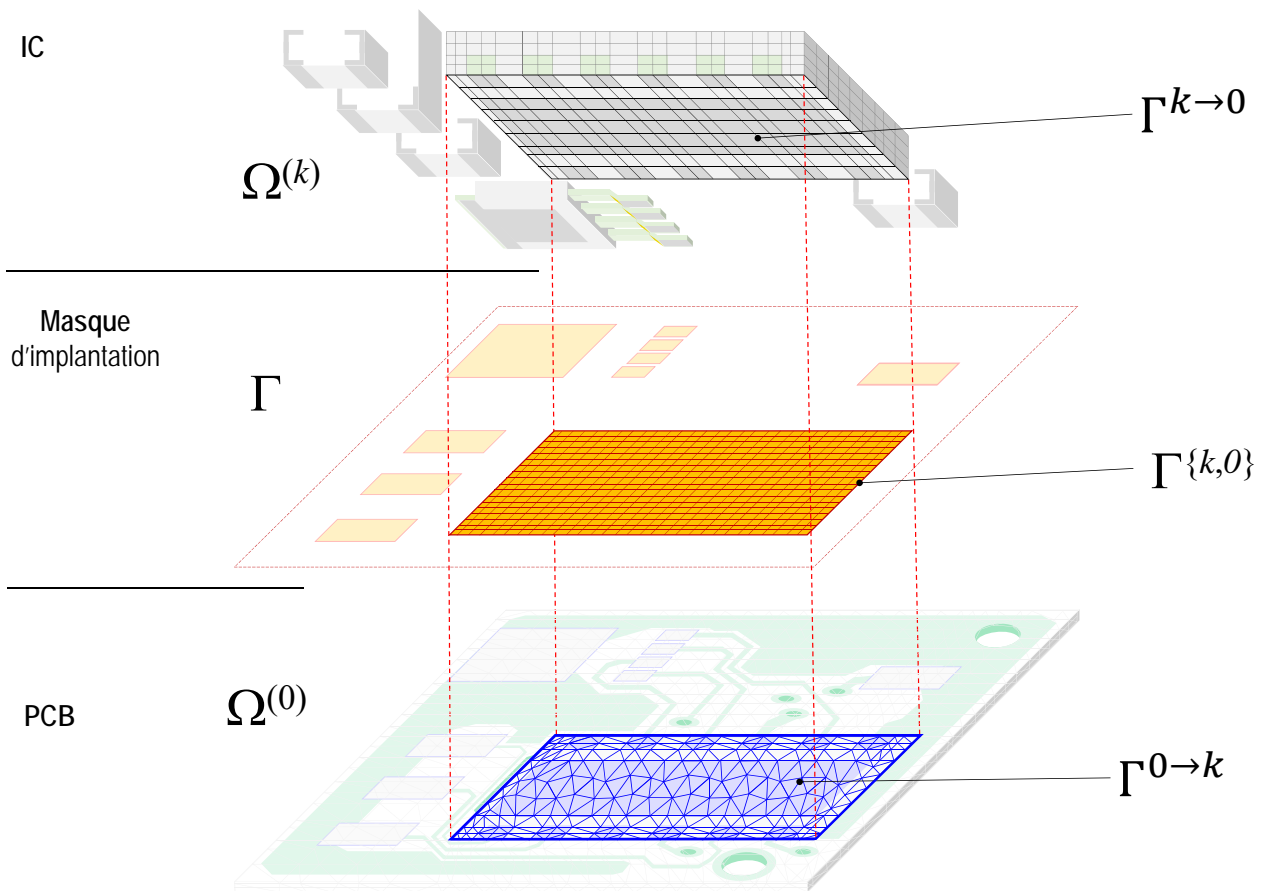 IC
Γ^{k→0}
Ω^{(k)}
Masque
d'implantation
Γ
Γ^{{k,0}}
PCB
Ω^{(0)}
Γ^{0→k}